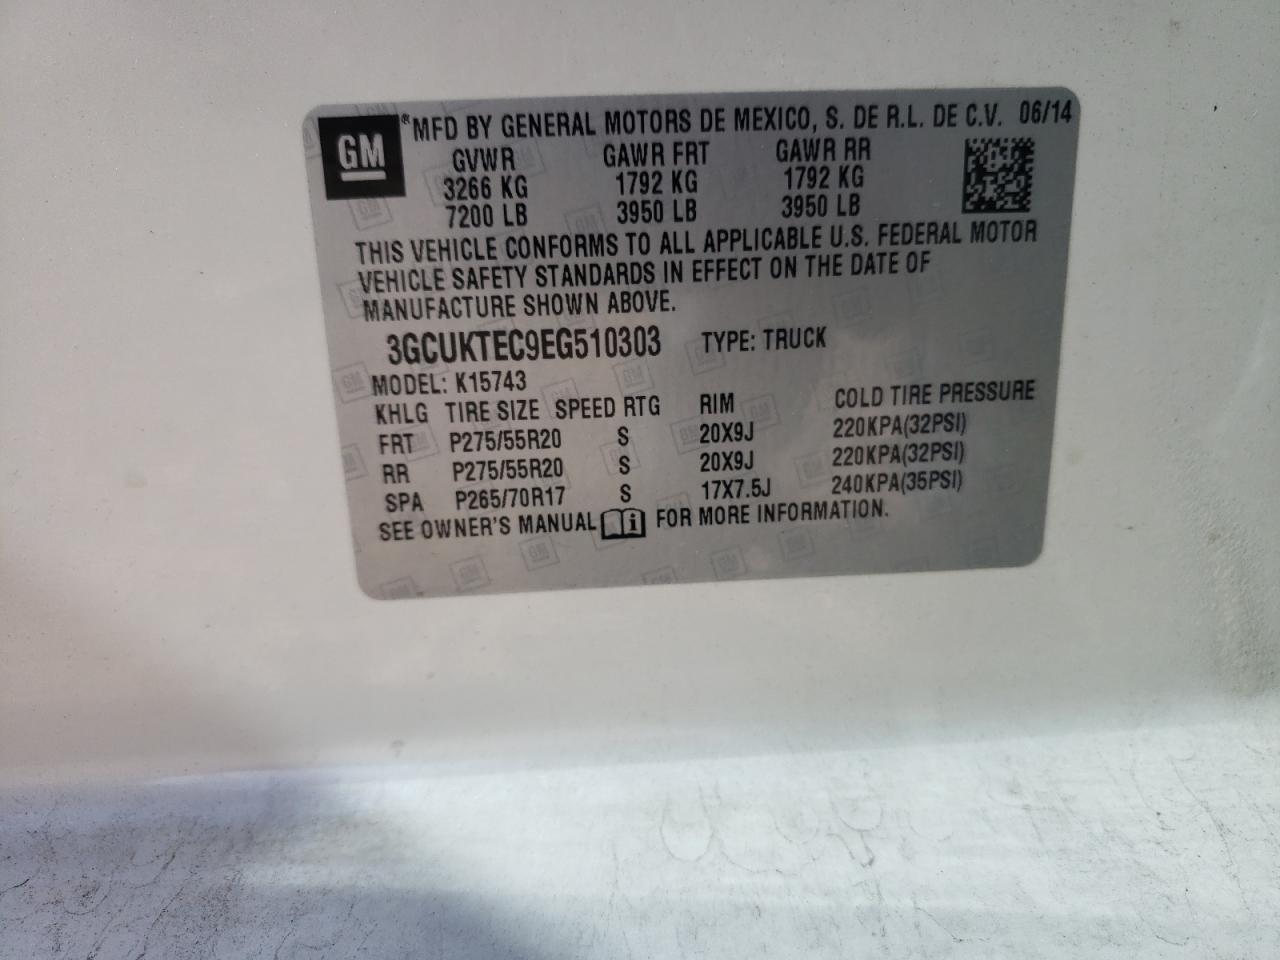 GM ®MFD BY GENERAL MOTORS DE MEXICO, S. DE R.L. DE C.V. 06/14
GVWR GAWR FRT GAWR RR
3266 KG 1792 KG 1792 KG
7200 LB 3950 LB 3950 LB
THIS VEHICLE CONFORMS TO ALL APPLICABLE U.S. FEDERAL MOTOR
VEHICLE SAFETY STANDARDS IN EFFECT ON THE DATE OF
MANUFACTURE SHOWN ABOVE.
3GCUKTEC9EG510303 TYPE: TRUCK
MODEL: K15743
KHLG TIRE SIZE SPEED RTG RIM COLD TIRE PRESSURE
FRT P275/55R20 S 20X9J 220KPA(32PSI)
RR P275/55R20 S 20X9J 220KPA(32PSI)
SPA P265/70R17 S 17X7.5J 240KPA(35PSI)
SEE OWNER'S MANUAL i FOR MORE INFORMATION.